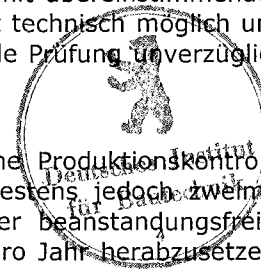 t technisch möglich un
le Prüfung unverzüglic
ne Produktionskontro
Deutsches Institut
estens jedoch zweim
für Bautechnik
er beanstandungsfrei
ro Jahr herabzusetze